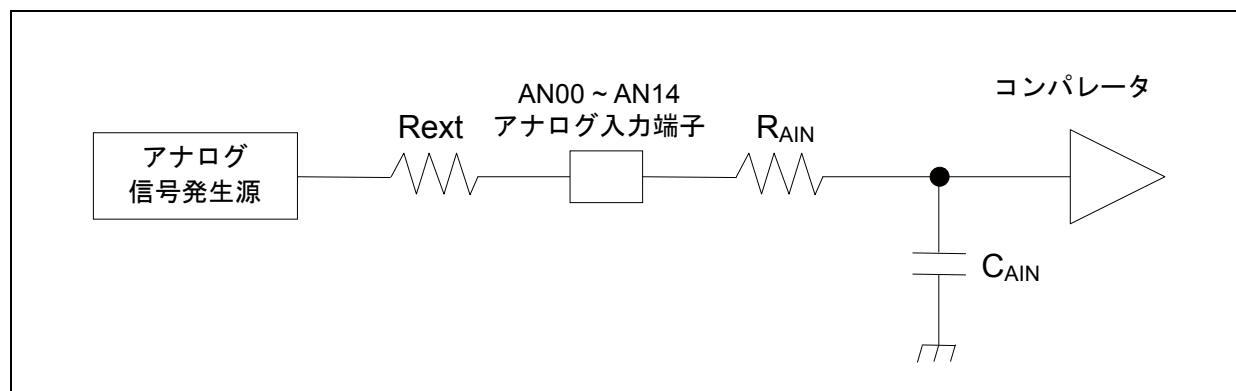 アナログ
信号発生源
Rext
AN00 ~ AN14
アナログ入力端子
RAIN
コンパレータ
CAIN